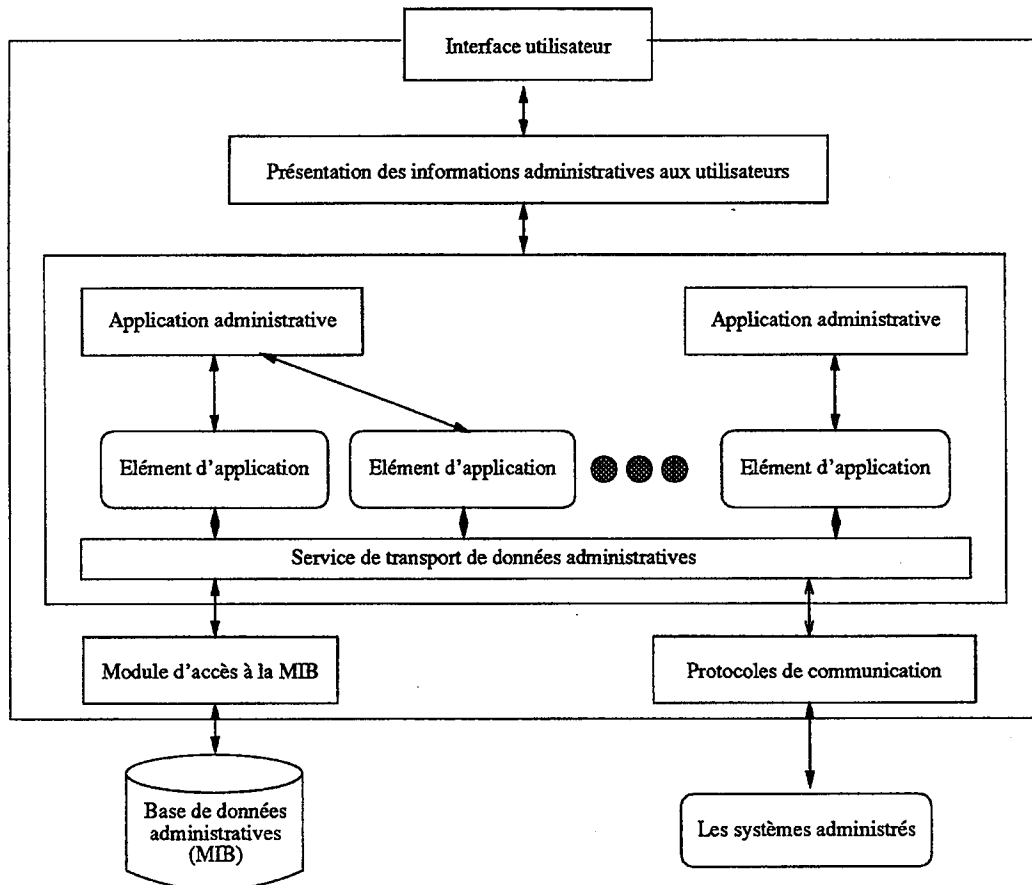 Interface utilisateur
Présentation des informations administratives aux utilisateurs
Application administrative
Application administrative
Elément d'application
Elément d'application
Elément d'application
Service de transport de données administratives
Module d'accès à la MIB
Protocoles de communication
Base de données
administratives
(MIB)
Les systèmes administrés